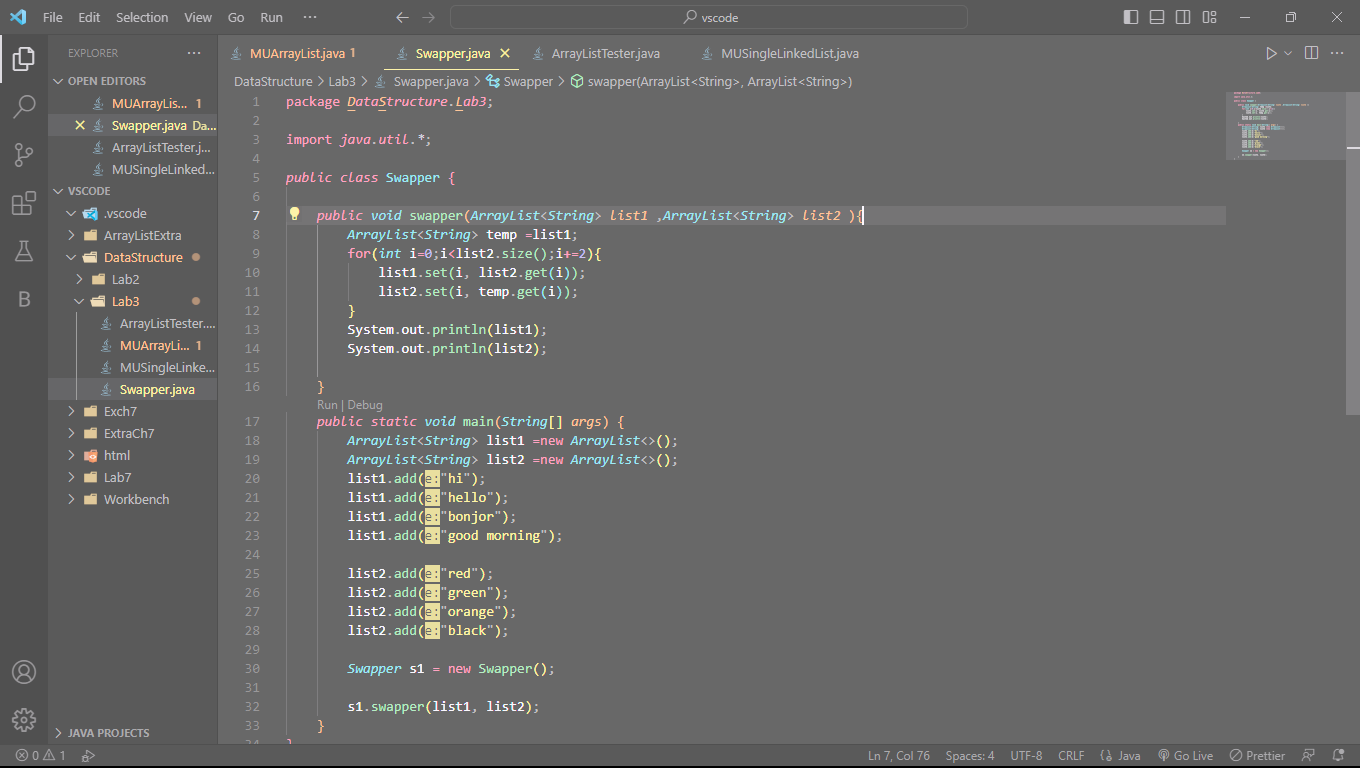 File Edit Selection View Go Run ··· vscode
EXPLORER ···
OPEN EDITORS
MUArrayLis... 1
Swapper.java Da...
ArrayListTester.j...
MUSingleLinked...
VSCODE
.vscode
ArrayListExtra
DataStructure
Lab2
Lab3
ArrayListTester....
MUArrayLi... 1
MUSingleLinke...
Swapper.java
Exch7
ExtraCh7
html
Lab7
Workbench
JAVA PROJECTS
MUArrayList.java 1 Swapper.java ArrayListTester.java MUSingleLinkedList.java
DataStructure > Lab3 > Swapper.java > Swapper > swapper(ArrayList<String>, ArrayList<String>)
1 package DataStructure.Lab3;
2
3 import java.util.*;
4
5 public class Swapper {
6
7 public void swapper(ArrayList<String> list1 ,ArrayList<String> list2 ){
8 ArrayList<String> temp =list1;
9 for(int i=0;i<list2.size();i+=2){
10 list1.set(i, list2.get(i));
11 list2.set(i, temp.get(i));
12 }
13 System.out.println(list1);
14 System.out.println(list2);
15
16 }
Run | Debug
17 public static void main(String[] args) {
18 ArrayList<String> list1 =new ArrayList<>();
19 ArrayList<String> list2 =new ArrayList<>();
20 list1.add(e:"hi");
21 list1.add(e:"hello");
22 list1.add(e:"bonjor");
23 list1.add(e:"good morning");
24
25 list2.add(e:"red");
26 list2.add(e:"green");
27 list2.add(e:"orange");
28 list2.add(e:"black");
29
30 Swapper s1 = new Swapper();
31
32 s1.swapper(list1, list2);
33 }
0 1 Ln 7, Col 76 Spaces: 4 UTF-8 CRLF {} Java Go Live Prettier